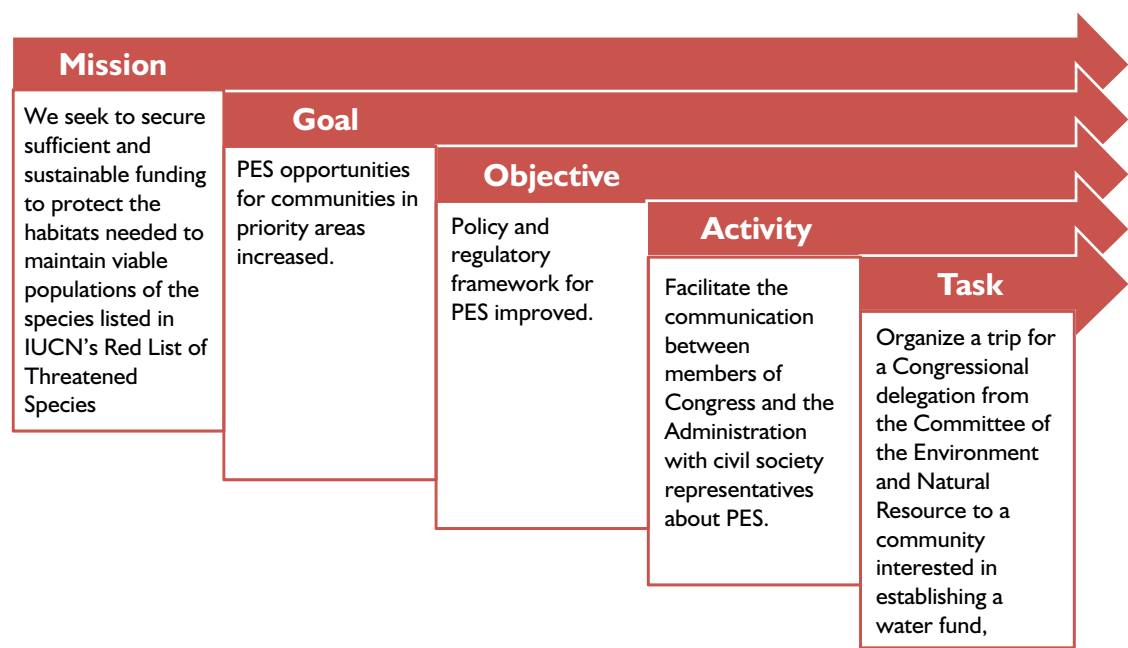 Mission
We seek to secure
sufficient and
sustainable funding
to protect the
habitats needed to
maintain viable
populations of the
species listed in
IUCN’s Red List of
Threatened
Species
Goal
PES opportunities
for communities in
priority areas
increased.
Objective
Policy and
regulatory
framework for
PES improved.
Activity
Facilitate the
communication
between
members of
Congress and the
Administration
with civil society
representatives
about PES.
Task
Organize a trip for
a Congressional
delegation from
the Committee of
the Environment
and Natural
Resource to a
community
interested in
establishing a
water fund,